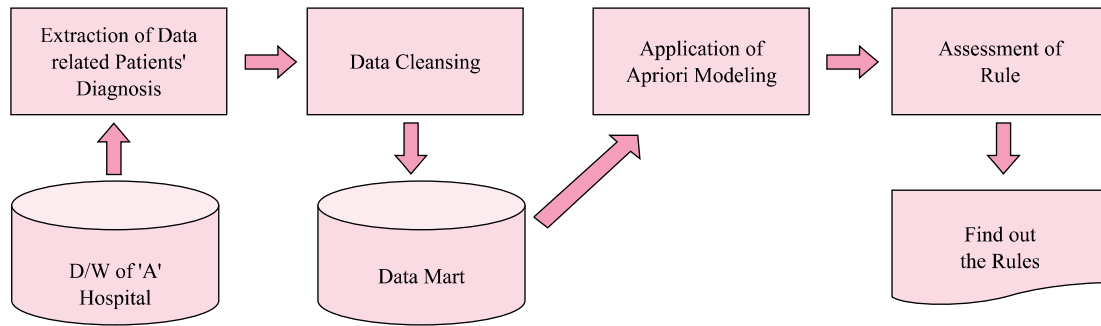 Extraction of Data
related Patients'
Diagnosis
Data Cleansing
Application of
Apriori Modeling
Assessment of
Rule
D/W of 'A'
Hospital
Data Mart
Find out
the Rules